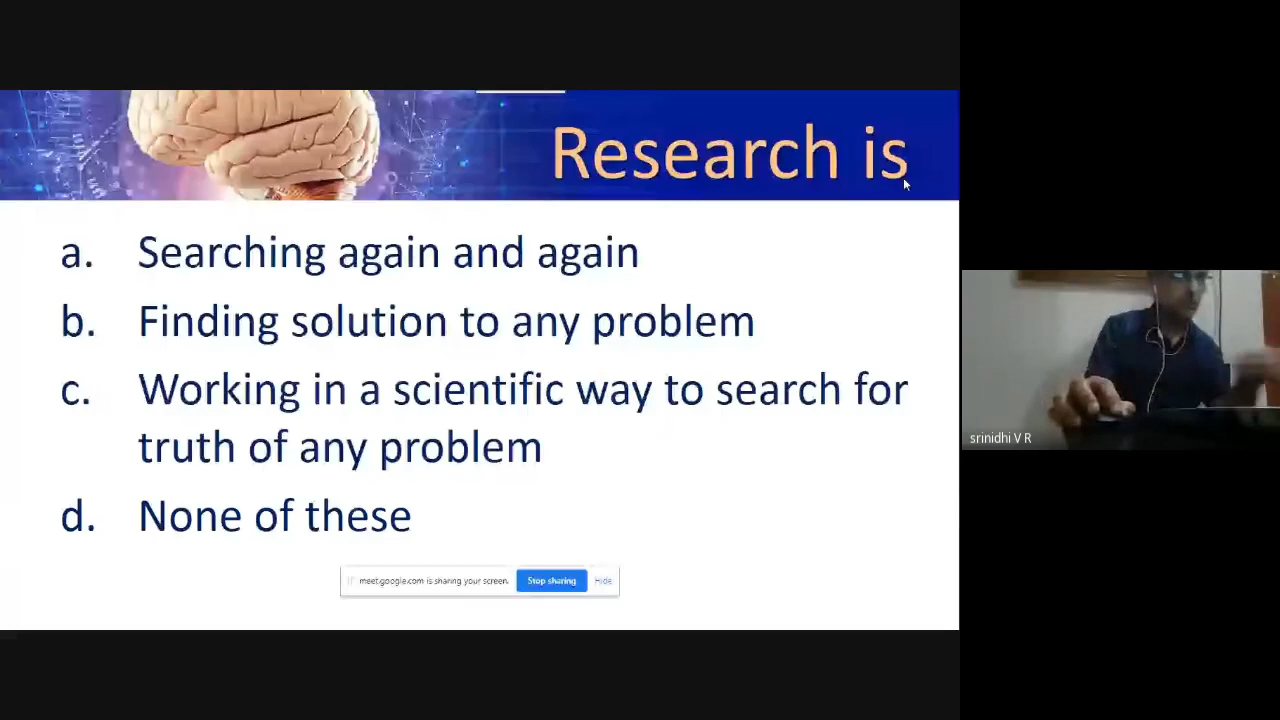 Research is
a. Searching again and again
b. Finding solution to any problem
c. Working in a scientific way to search for
truth of any problem
d. None of these
meet.google.com is sharing your screen. Stop sharing Hide
srinidhi V R